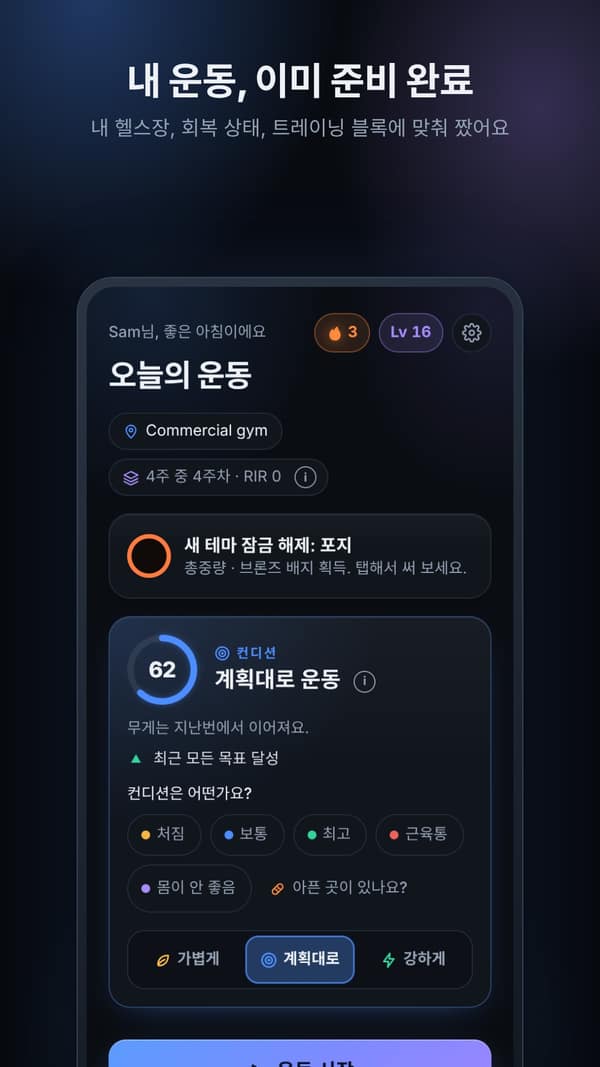 내 운동, 이미 준비 완료
내 헬스장, 회복 상태, 트레이닝 블록에 맞춰 짰어요
Sam님, 좋은 아침이에요
3
Lv 16
오늘의 운동
Commercial gym
4주 중 4주차 · RIR 0
새 테마 잠금 해제: 포지
총중량 · 브론즈 배지 획득. 탭해서 써 보세요.
62
컨디션
계획대로 운동
무게는 지난번에서 이어져요.
최근 모든 목표 달성
컨디션은 어떤가요?
처짐
보통
최고
근육통
몸이 안 좋음
아픈 곳이 있나요?
가볍게
계획대로
강하게